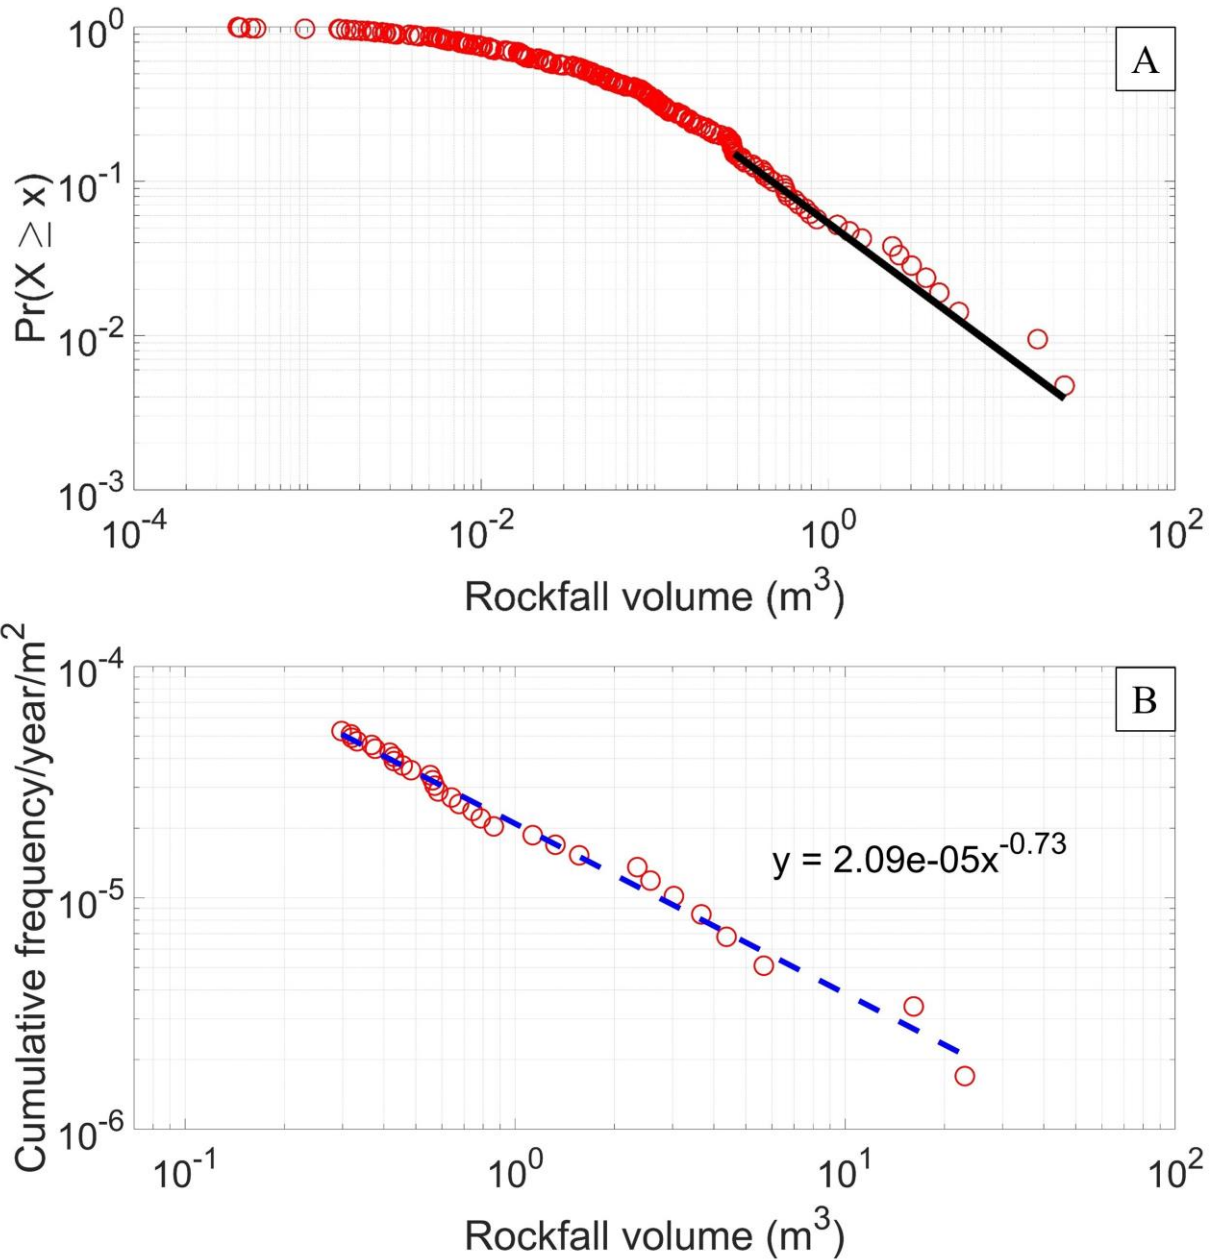 A
Pr(X ≥ x)
10^0
10^-1
10^-2
10^-3
10^-4 10^-2 10^0 10^2
Rockfall volume (m^3)
B
Cumulative frequency/year/m^2
10^-4
y = 2.09e-05x^-0.73
10^-5
10^-6
10^-1 10^0 10^1 10^2
Rockfall volume (m^3)